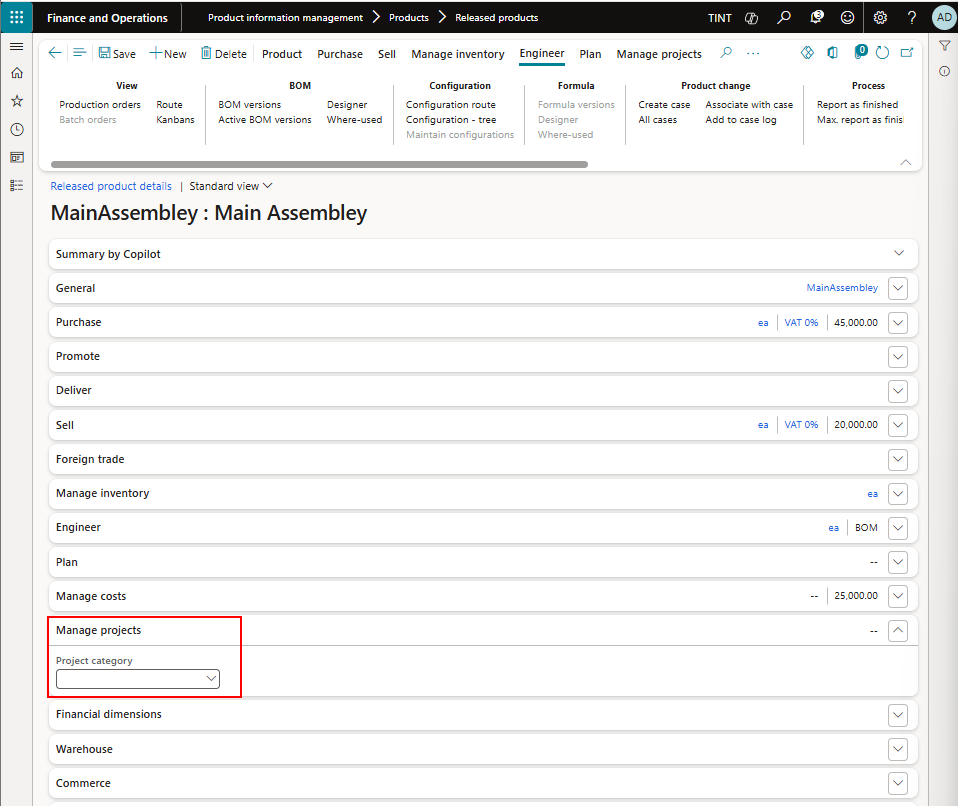 Finance and Operations Product information management Products Released products TINT 3 ? AD
Save New Delete Product Purchase Sell Manage inventory Engineer Plan Manage projects ... 0
View BOM Configuration Formula Product change Process
Production orders Route BOM versions Designer Configuration route Formula versions Create case Associate with case Report as finished
Batch orders Kanbans Active BOM versions Where-used Configuration - tree Designer All cases Add to case log Max. report as finis
Maintain configurations Where-used
Released product details | Standard view
MainAssembley : Main Assembley
Summary by Copilot
General MainAssembley
Purchase ea VAT 0% 45,000.00
Promote
Deliver
Sell ea VAT 0% 20,000.00
Foreign trade
Manage inventory ea
Engineer ea BOM
Plan --
Manage costs -- 25,000.00
Manage projects --
Project category
Financial dimensions
Warehouse
Commerce